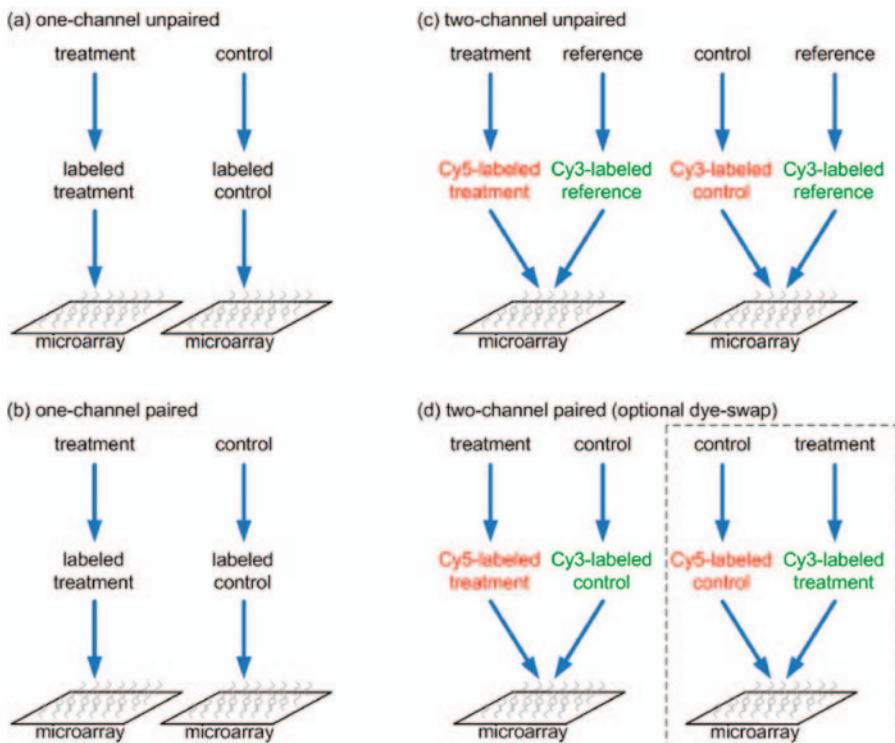 (a) one-channel unpaired
treatment control
labeled labeled
treatment control
microarray microarray
(c) two-channel unpaired
treatment reference control reference
Cy5-labeled Cy3-labeled Cy3-labeled Cy3-labeled
treatment reference control reference
microarray microarray
(b) one-channel paired
treatment control
labeled labeled
treatment control
microarray microarray
(d) two-channel paired (optional dye-swap)
treatment control control treatment
Cy5-labeled Cy3-labeled Cy5-labeled Cy3-labeled
treatment control control treatment
microarray microarray